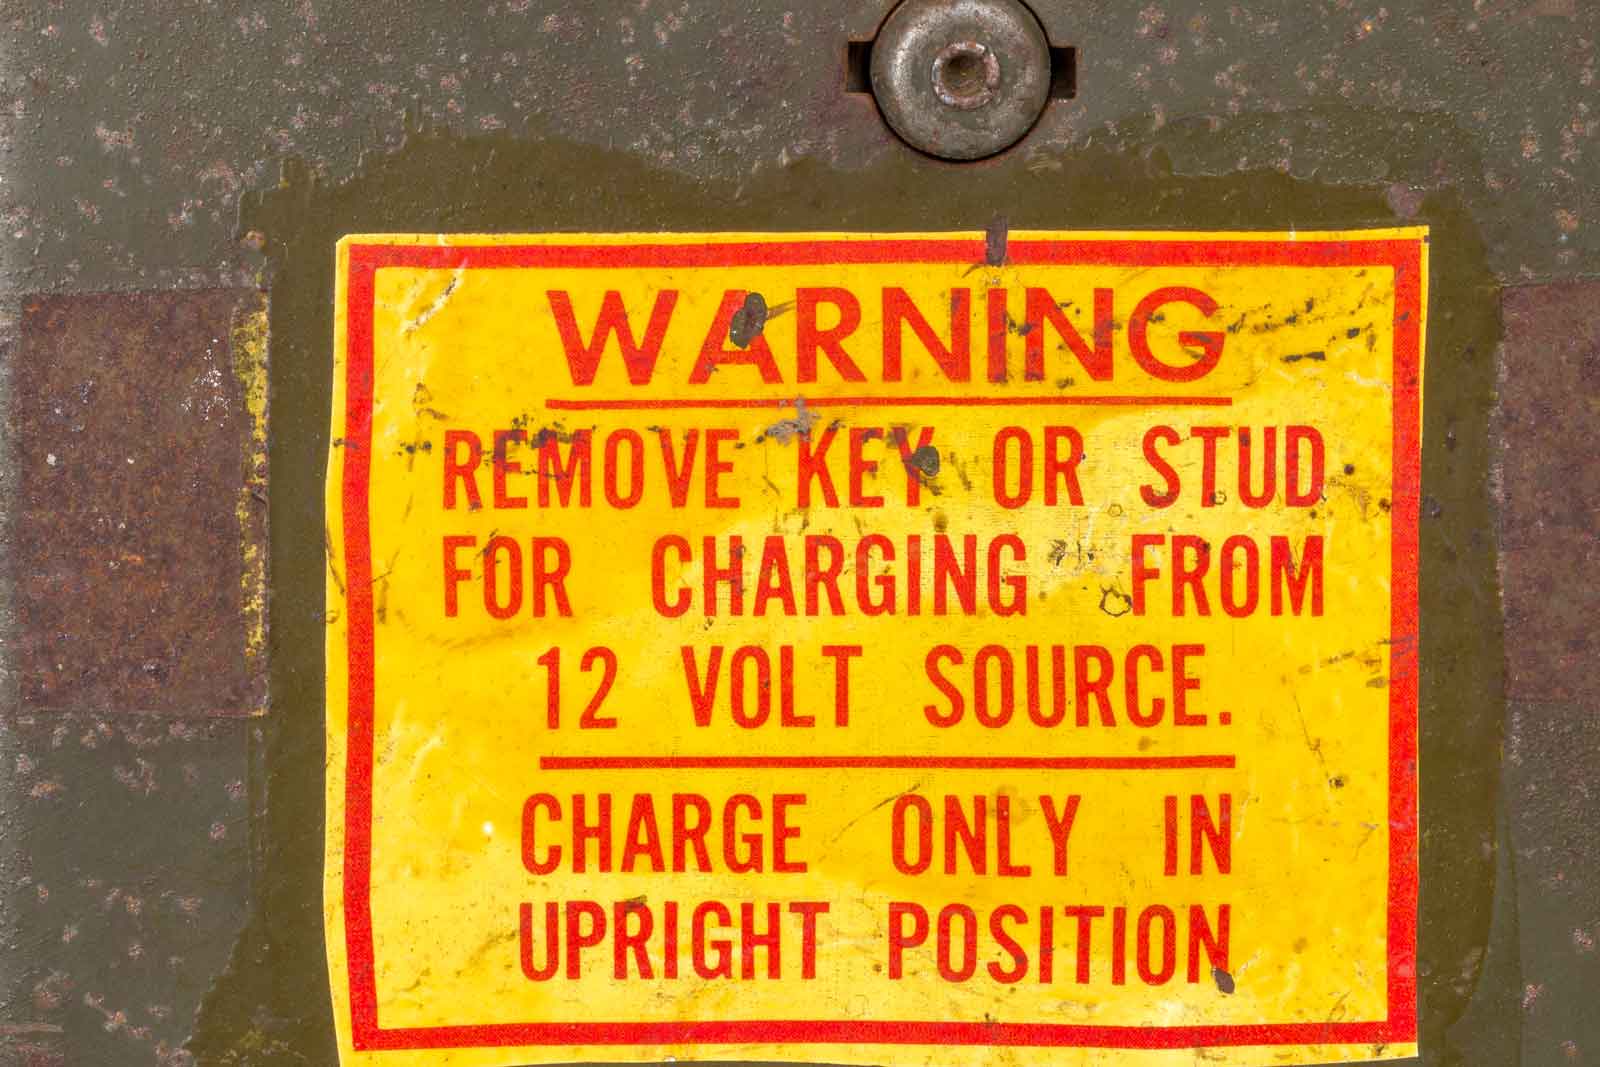 WARNING
REMOVE KEY OR STUD
FOR CHARGING FROM
12 VOLT SOURCE.
CHARGE ONLY IN
UPRIGHT POSITION